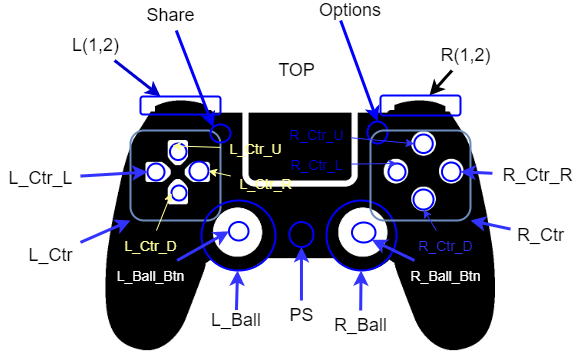 Share
Options
L(1,2)
R(1,2)
TOP
R_Ctr_U
L_Ctr_U
R_Ctr_L
L_Ctr_L
L_Ctr_R
R_Ctr_R
L_Ctr
L_Ctr_D
R_Ctr_D
R_Ctr
L_Ball_Btn
R_Ball_Btn
L_Ball
PS
R_Ball